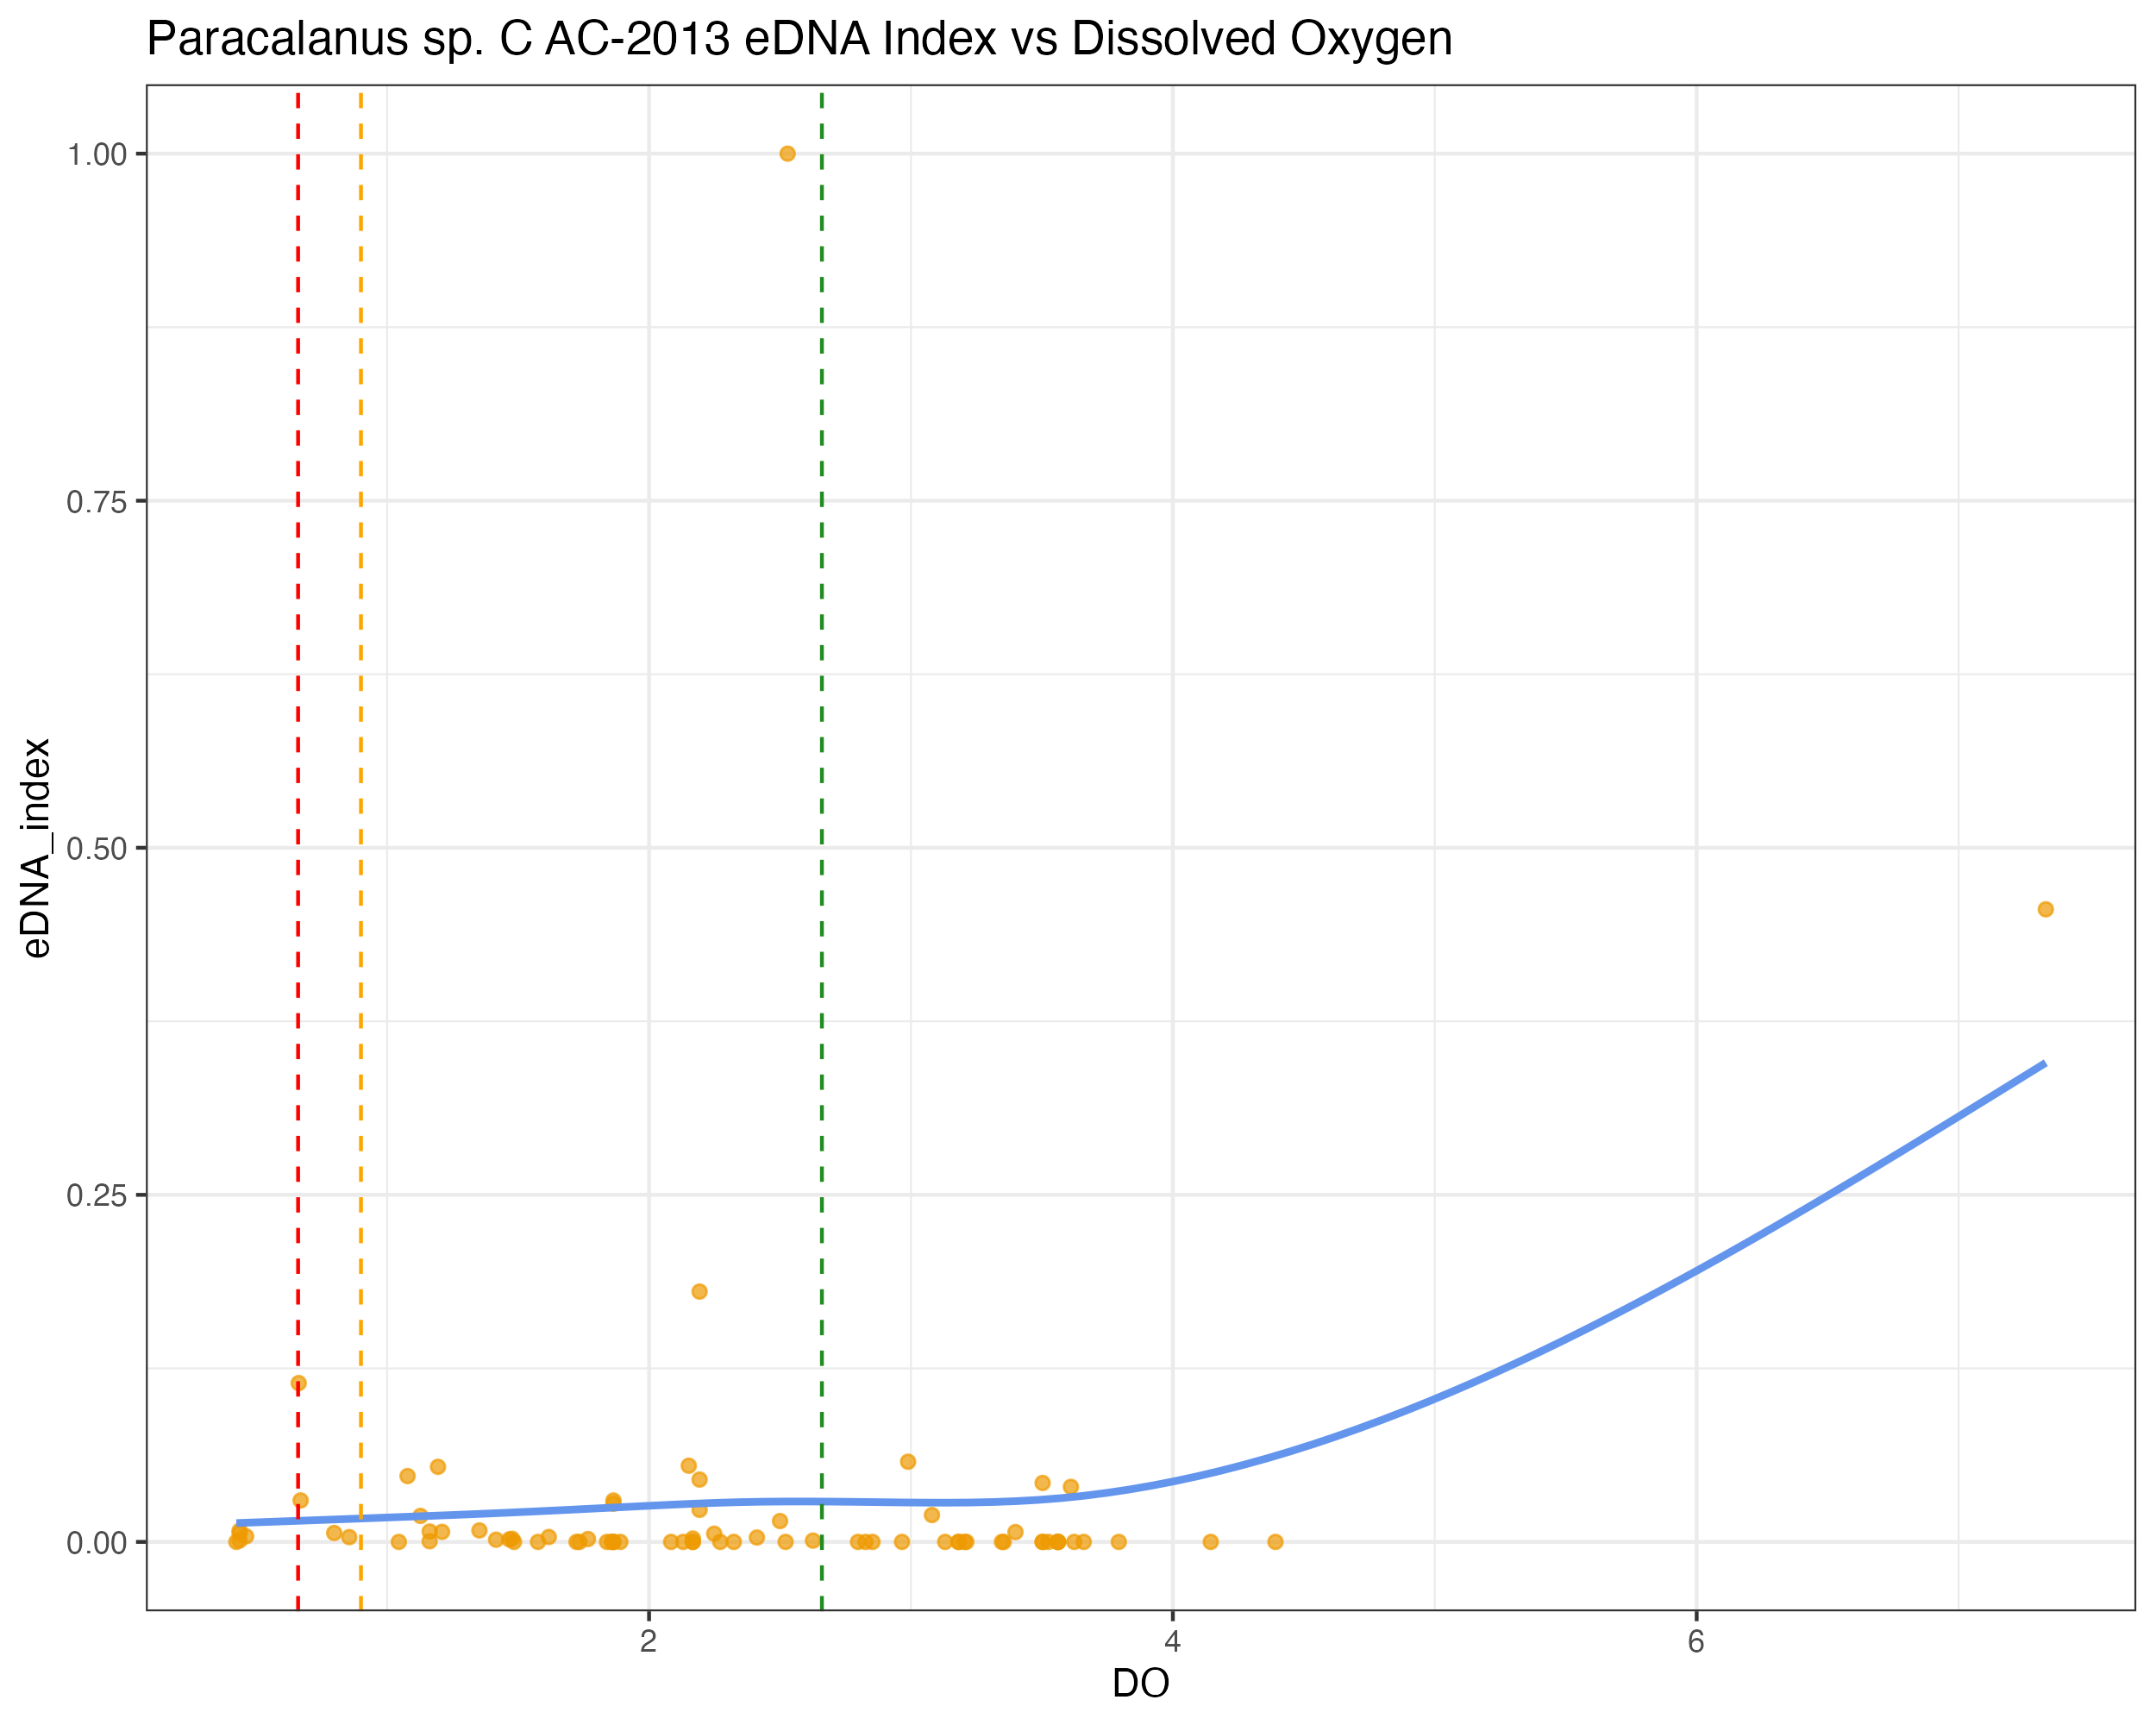 Paracalanus sp. C AC-2013 eDNA Index vs Dissolved Oxygen
1.00
0.75
0.50
0.25
0.00
eDNA_index
2
4
6
DO